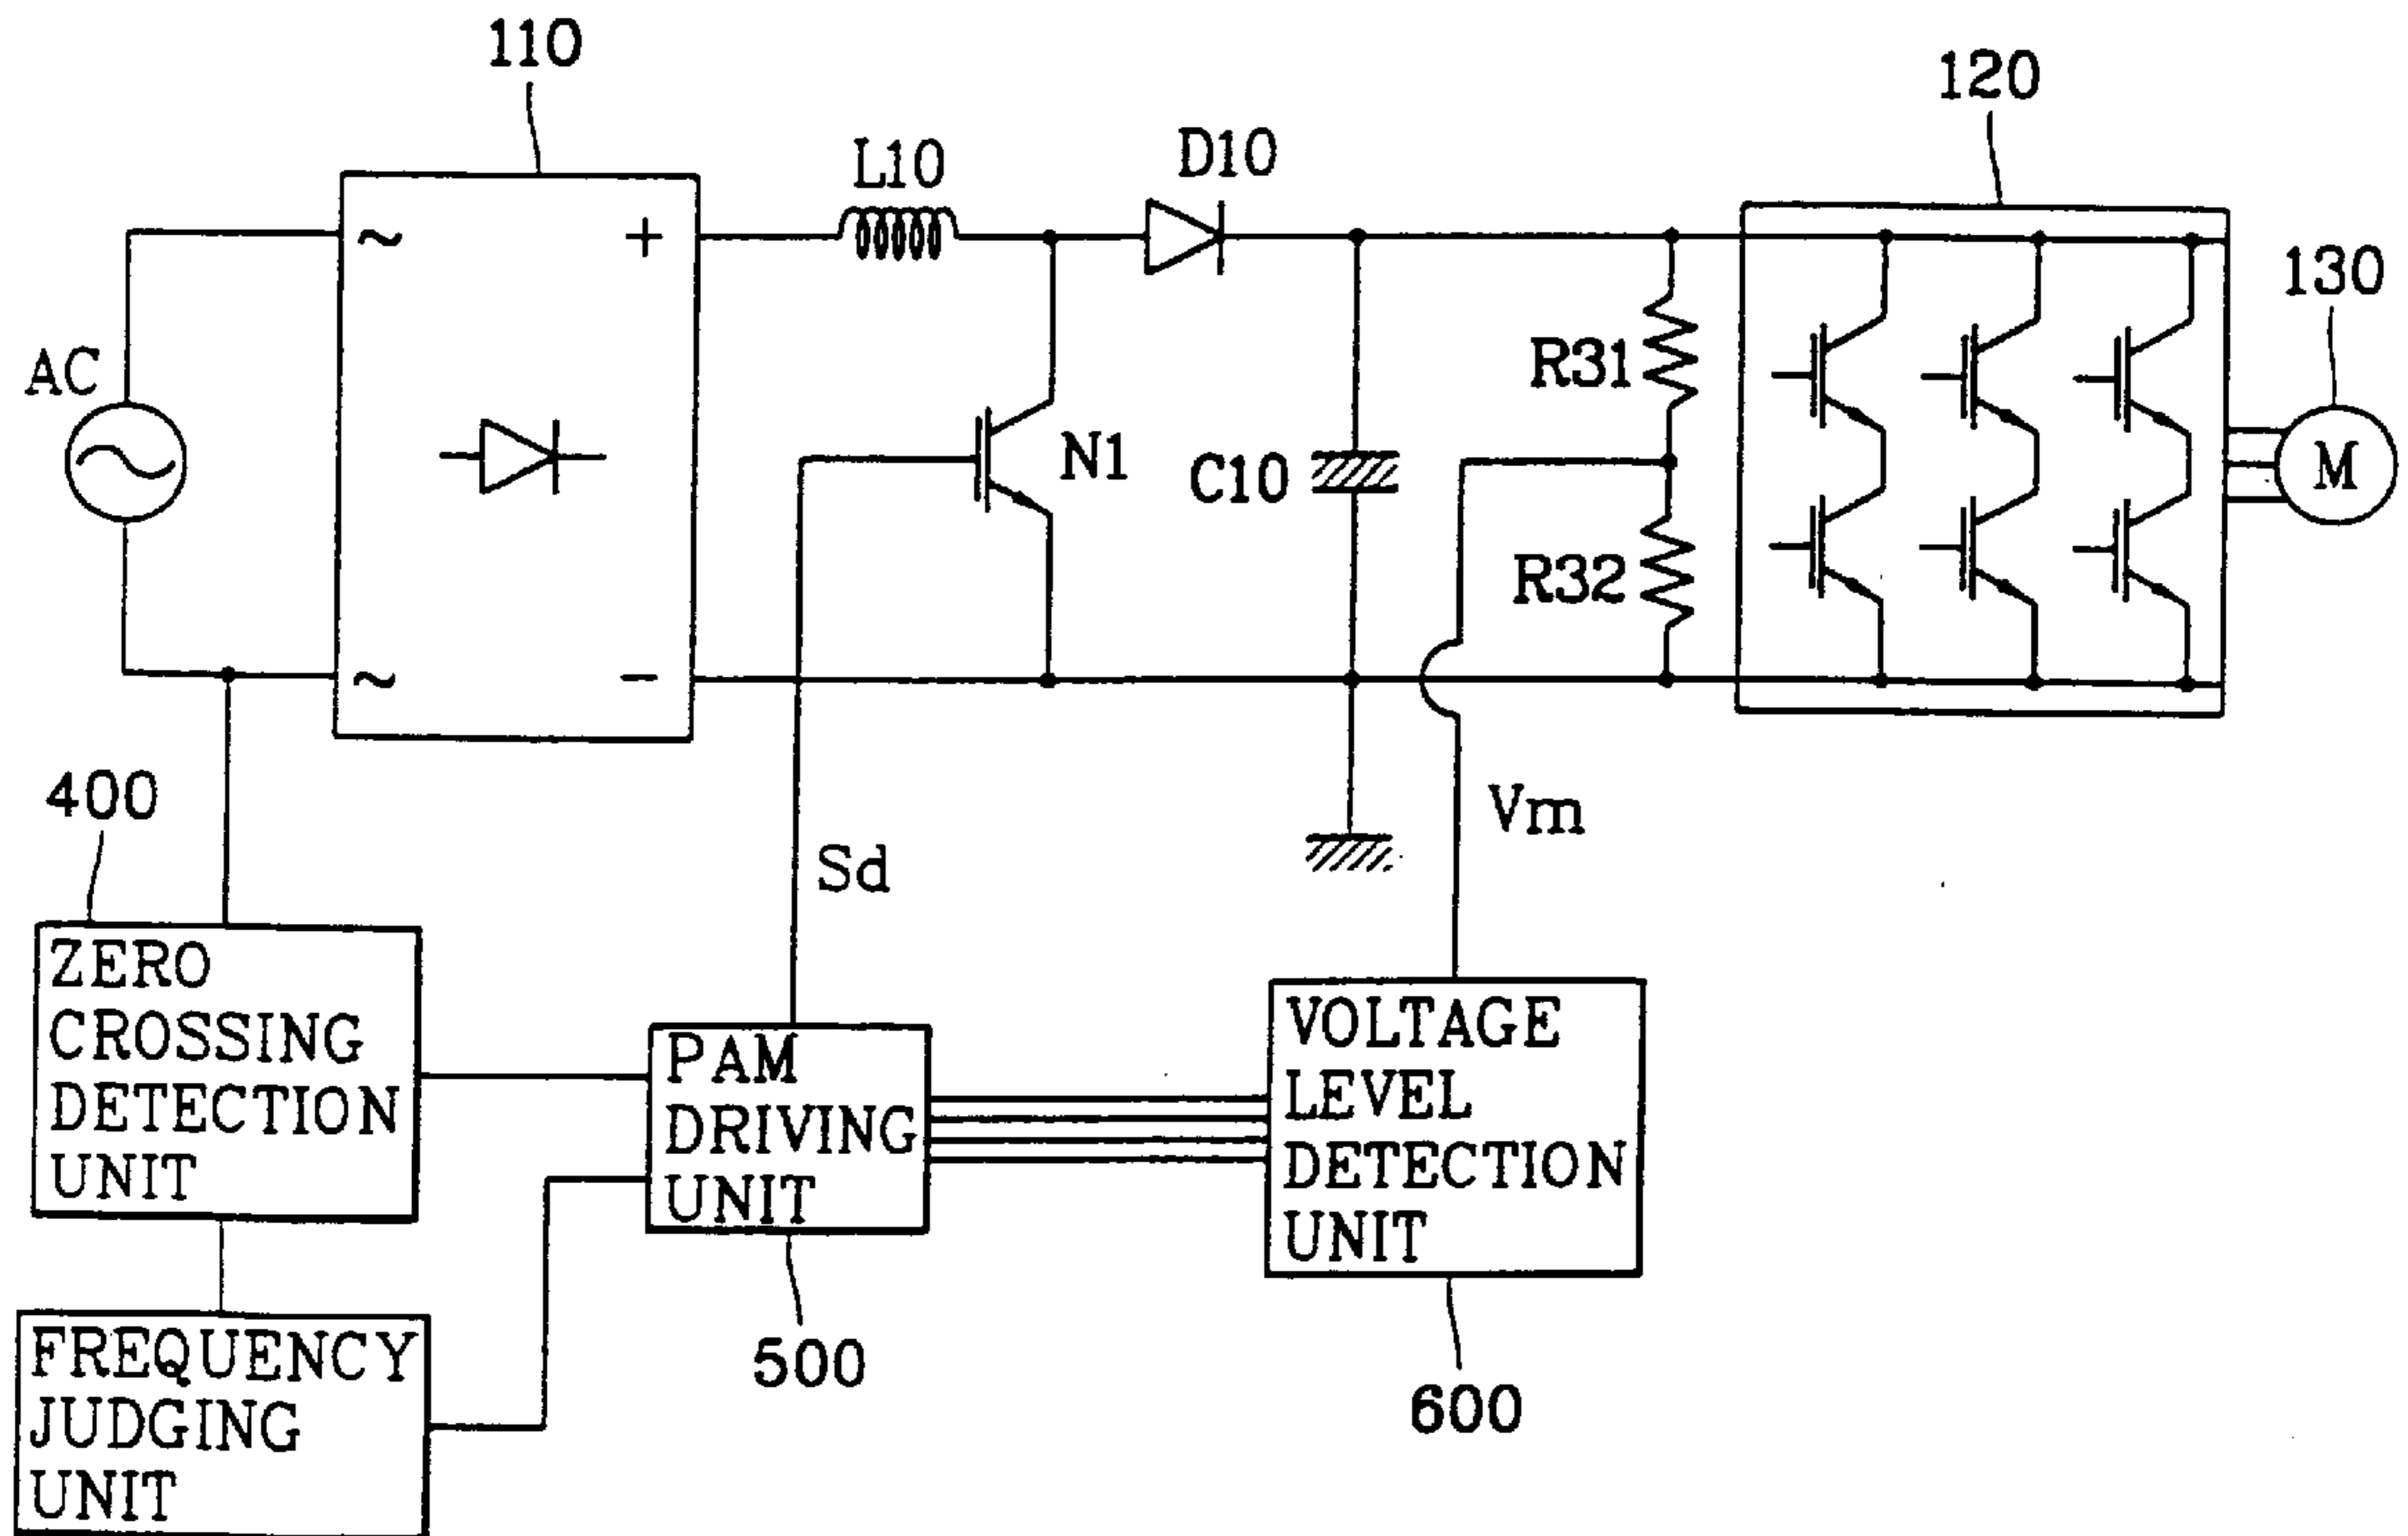 110
120
L10
D10
130
~
+
AC
R31
N1
C10
M
R32
~
−
400
Vm
Sd
ZERO
CROSSING
DETECTION
UNIT
PAM
DRIVING
UNIT
VOLTAGE
LEVEL
DETECTION
UNIT
500
600
FREQUENCY
JUDGING
UNIT